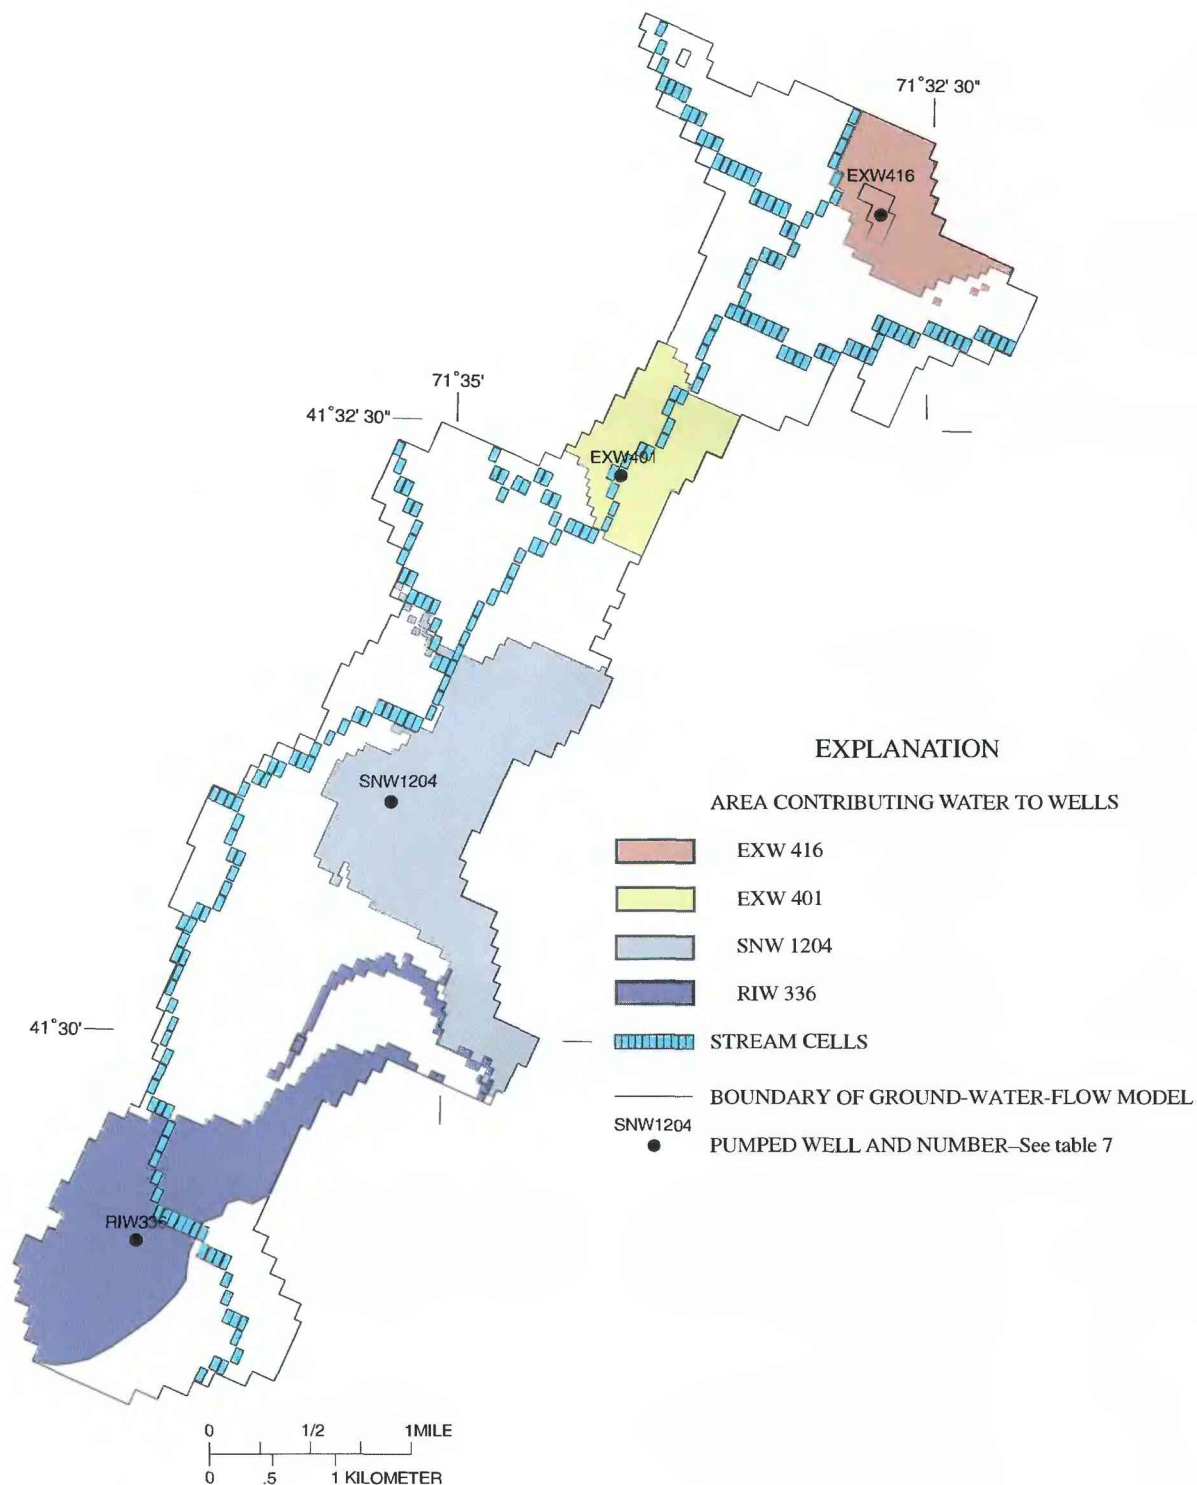 71°32' 30"
EXW416
71°35'
41°32' 30"
EXW401
SNW1204
EXPLANATION
AREA CONTRIBUTING WATER TO WELLS
EXW 416
EXW 401
SNW 1204
RIW 336
41°30'
STREAM CELLS
BOUNDARY OF GROUND-WATER-FLOW MODEL
SNW1204
PUMPED WELL AND NUMBER–See table 7
RIW336
0 1/2 1MILE
0 .5 1 KILOMETER